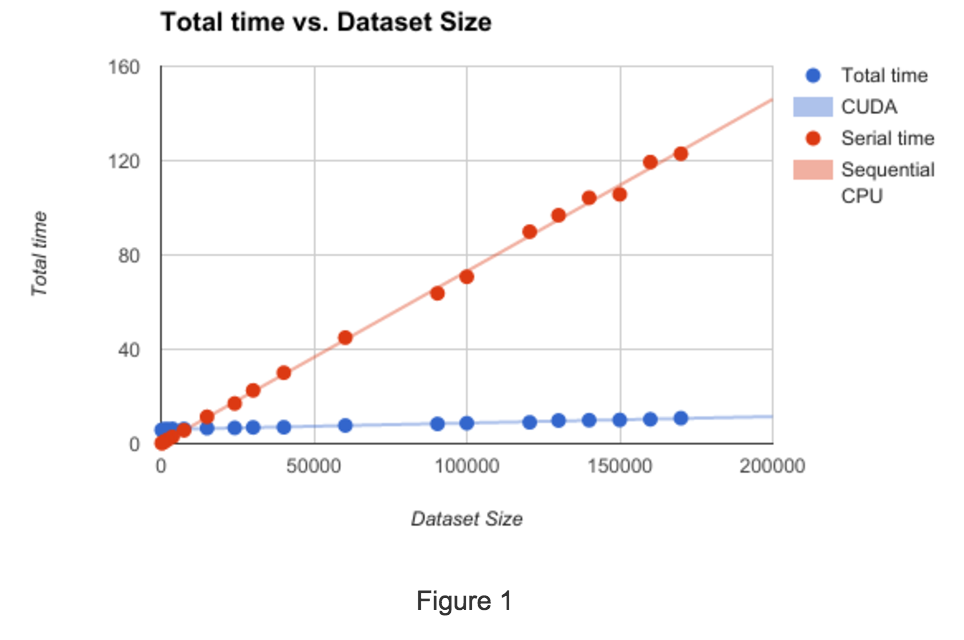 Total time vs. Dataset Size
160
120
80
40
0
Total time
0 50000 100000 150000 200000
Dataset Size
Total time
CUDA
Serial time
Sequential
CPU
Figure 1